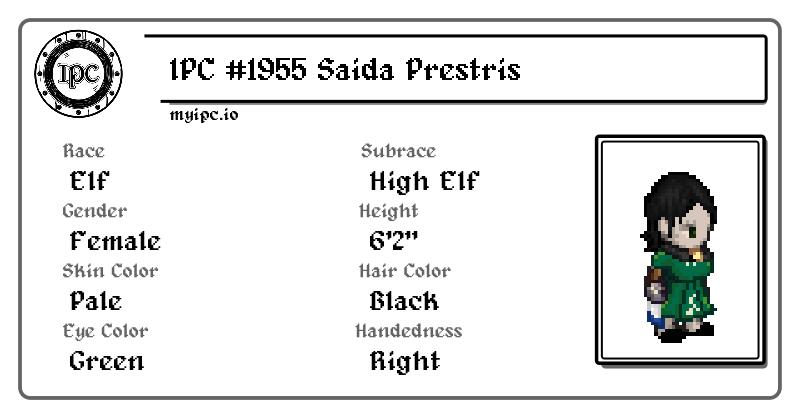 IPC
IPC #1955 Saida Prestris
myipc.io
Race
Elf
Subrace
High Elf
Gender
Female
Height
6'2"
Skin Color
Pale
Hair Color
Black
Eye Color
Green
Handedness
Right